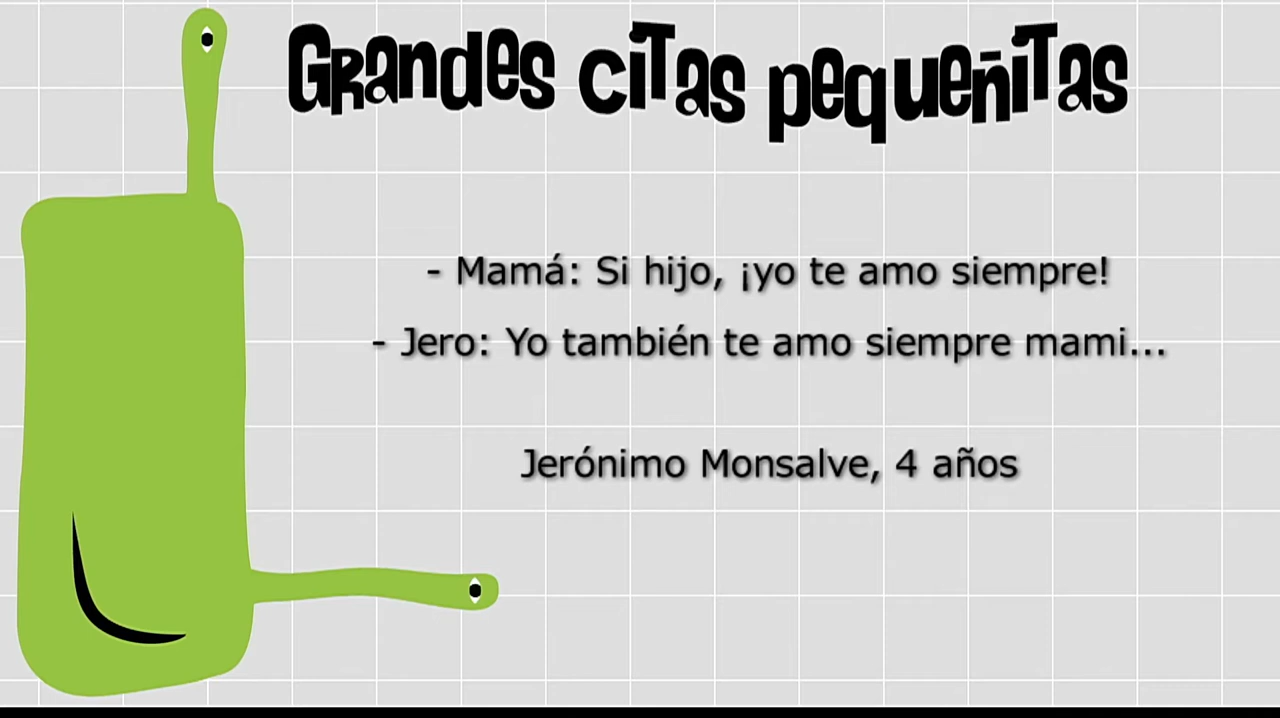 Grandes citas pequeñitas
- Mamá: Si hijo, ¡yo te amo siempre!
- Jero: Yo también te amo siempre mami...
Jerónimo Monsalve, 4 años